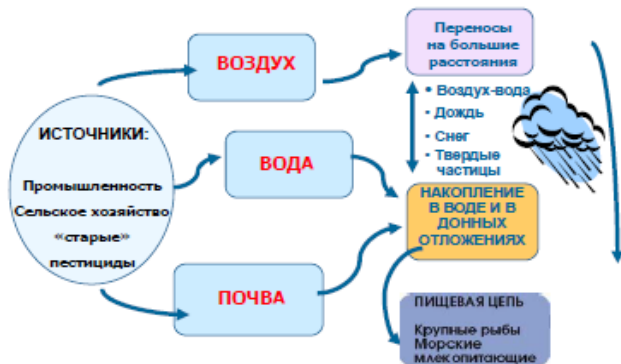 ИСТОЧНИКИ:
Промышленность
Сельское хозяйство
«старые»
пестициды
ВОЗДУХ
ВОДА
ПОЧВА
Переносы
на большие
расстояния
• Воздух-вода
• Дождь
• Снег
• Твердые
частицы
НАКОПЛЕНИЕ
В ВОДЕ И В
ДОННЫХ
ОТЛОЖЕНИЯХ
ПИЩЕВАЯ ЦЕПЬ
Крупные рыбы
Морские
млекопитающие